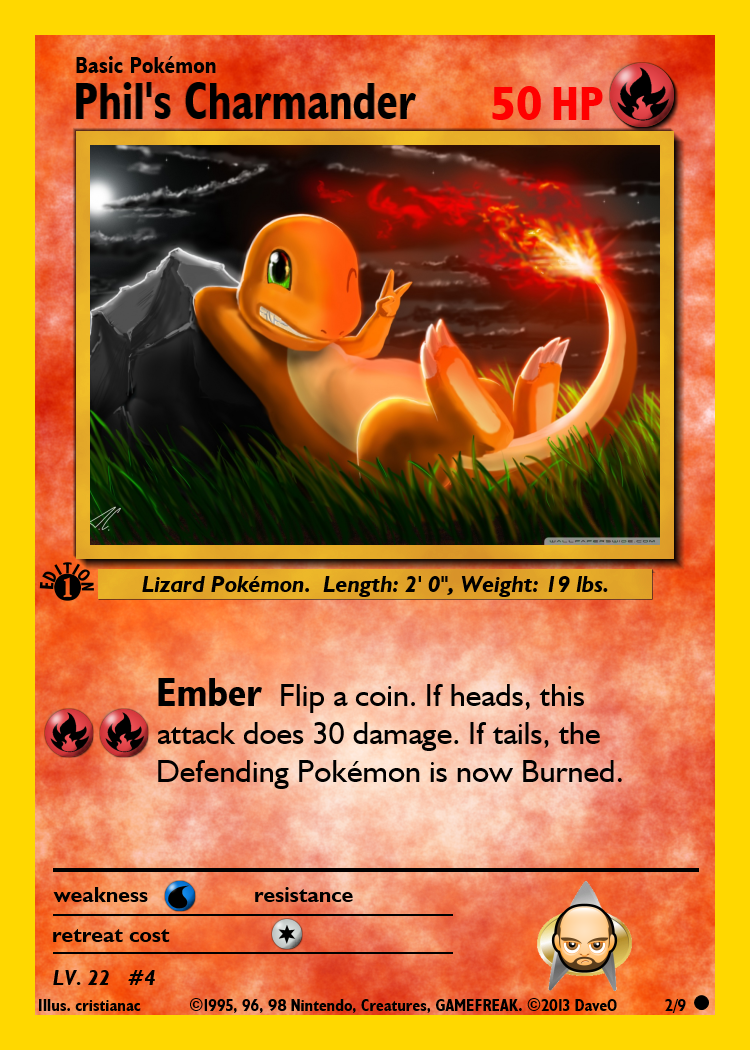 Basic Pokémon
Phil's Charmander 50 HP
WALLPAPERSWIDE.COM
EDITION
1
Lizard Pokémon. Length: 2' 0", Weight: 19 lbs.
Ember Flip a coin. If heads, this
attack does 30 damage. If tails, the
Defending Pokémon is now Burned.
weakness resistance
retreat cost
LV. 22 #4
Illus. cristianac ©1995, 96, 98 Nintendo, Creatures, GAMEFREAK. ©2013 DaveO 2/9